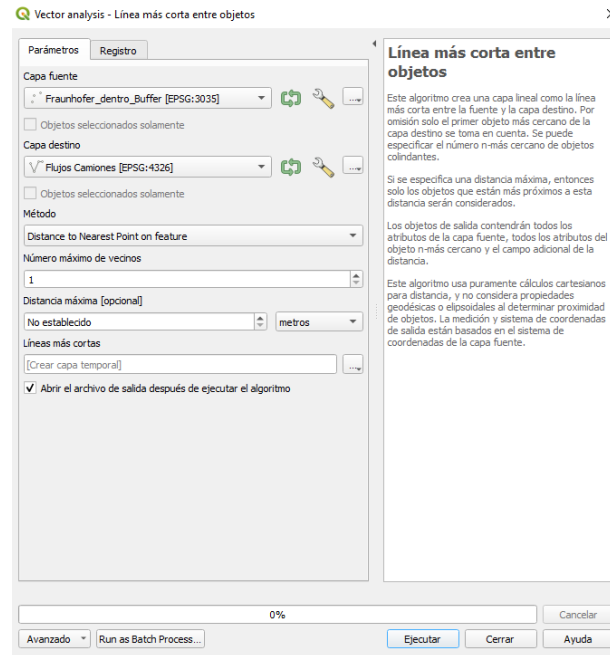 Vector analysis - Línea más corta entre objetos
Parámetros
Registro
Capa fuente
Fraunhofer_dentro_Buffer [EPSG:3035]
Objetos seleccionados solamente
Capa destino
Flujos Camiones [EPSG:4326]
Objetos seleccionados solamente
Método
Distance to Nearest Point on feature
Número máximo de vecinos
1
Distancia máxima [opcional]
No establecido
metros
Líneas más cortas
[Crear capa temporal]
Abrir el archivo de salida después de ejecutar el algoritmo
Línea más corta entre
objetos
Este algoritmo crea una capa lineal como la línea
más corta entre la fuente y la capa destino. Por
omisión solo el primer objeto más cercano de la
capa destino se toma en cuenta. Se puede
especificar el número n-más cercano de objetos
colindantes.
Si se especifica una distancia máxima, entonces
solo los objetos que están más próximos a esta
distancia serán considerados.
Los objetos de salida contendrán todos los
atributos de la capa fuente, todos los atributos del
objeto n-más cercano y el campo adicional de la
distancia.
Este algoritmo usa puramente cálculos cartesianos
para distancia, y no considera propiedades
geodésicas o elipsoidales al determinar proximidad
de objetos. La medición y sistema de coordenadas
de salida están basados en el sistema de
coordenadas de la capa fuente.
0%
Cancelar
Avanzado
Run as Batch Process...
Ejecutar
Cerrar
Ayuda